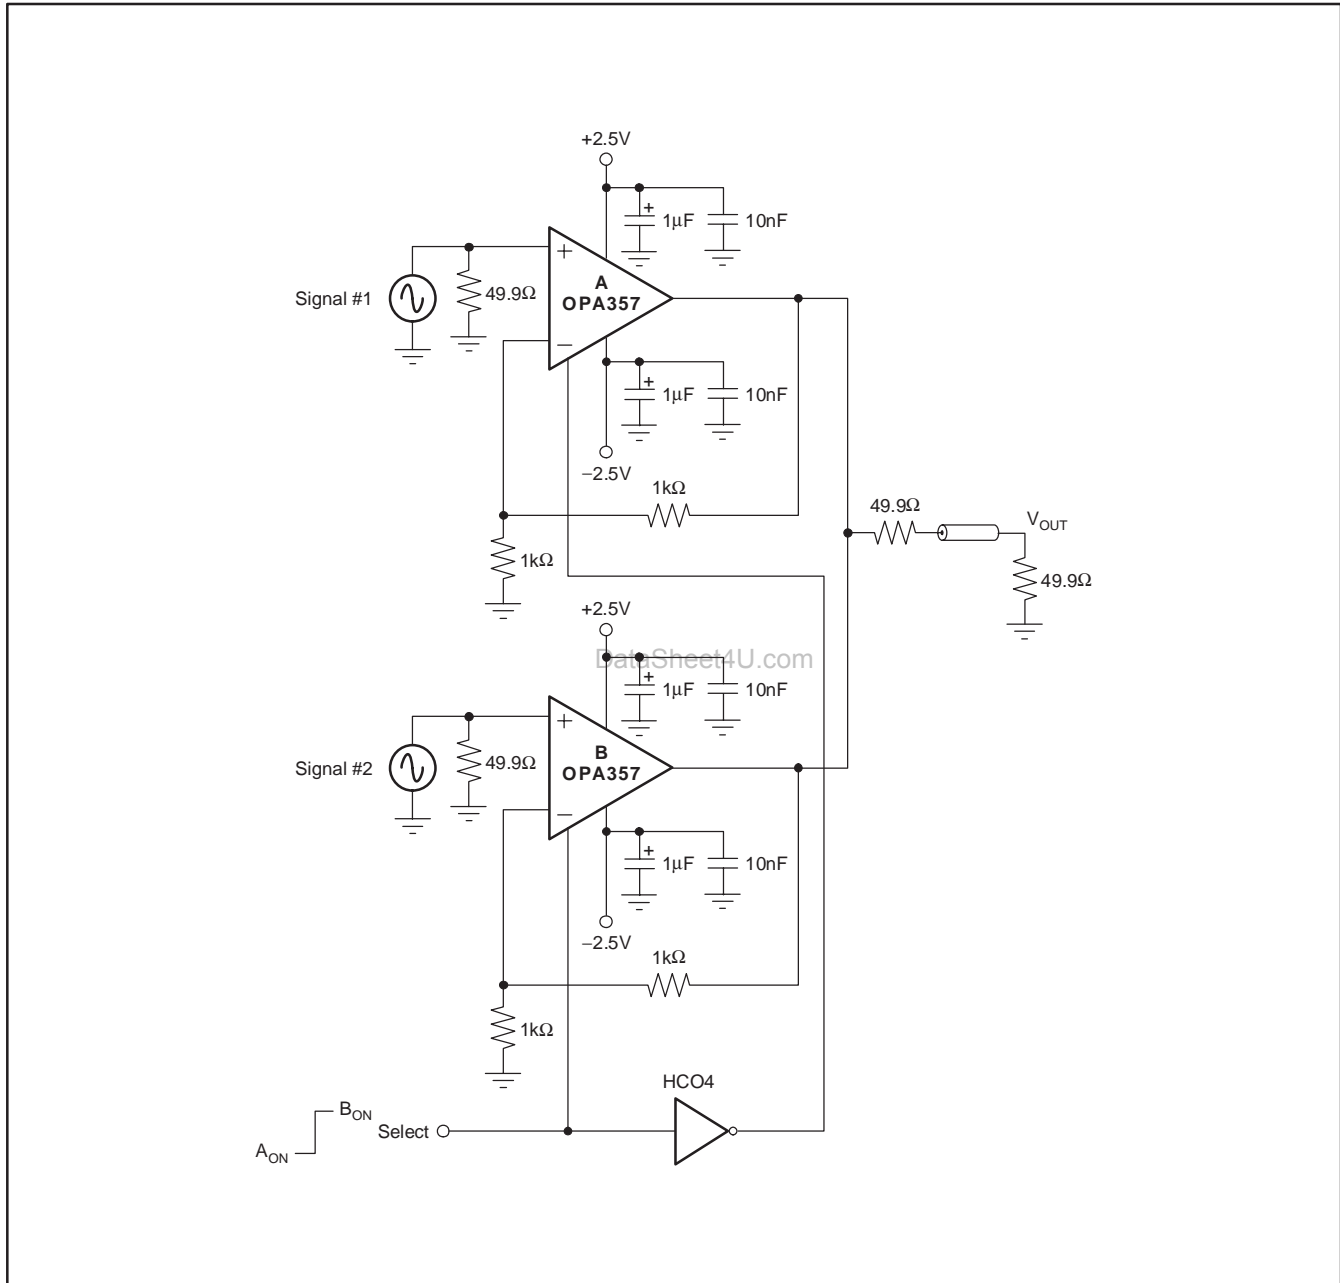 +2.5V
+
1μF
10nF
+
A
OPA357
Signal #1
49.9Ω
−
+
1μF
10nF
−2.5V
1kΩ
49.9Ω
VOUT
1kΩ
49.9Ω
+2.5V
DataSheet4U.com
+
1μF
10nF
+
B
OPA357
Signal #2
49.9Ω
−
+
1μF
10nF
−2.5V
1kΩ
1kΩ
HCO4
BON
Select
AON